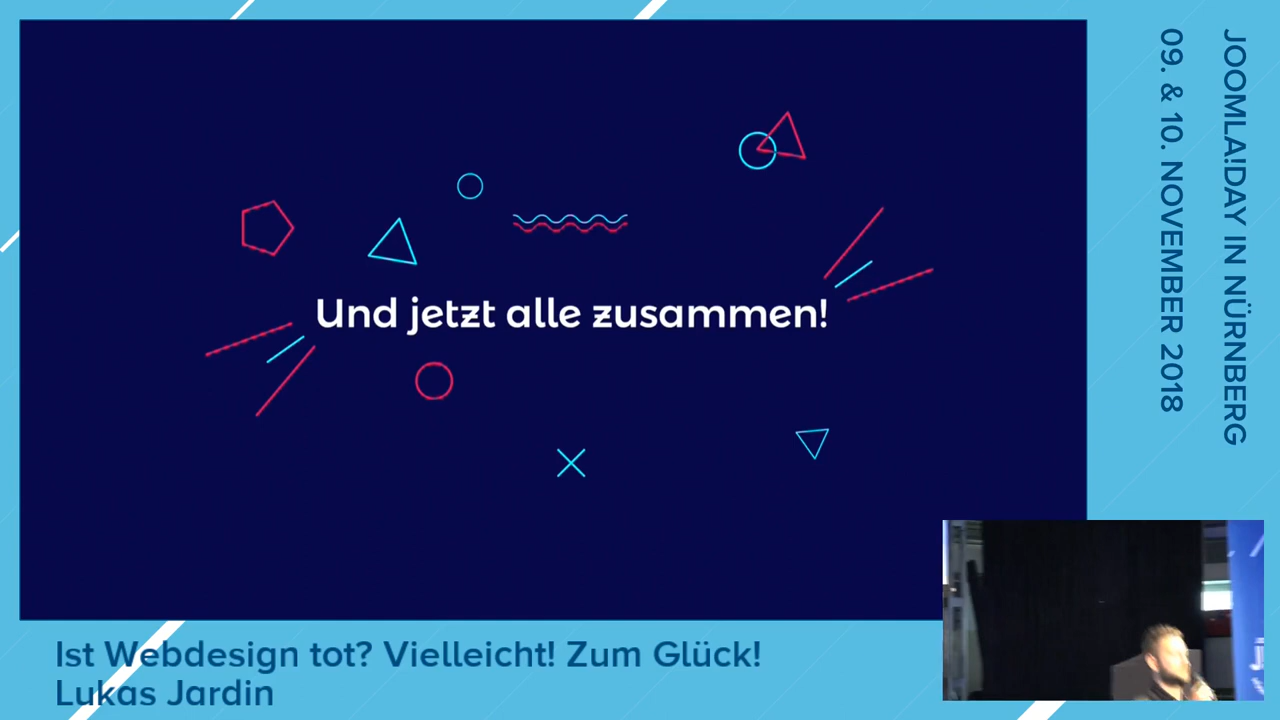 Und jetzt alle zusammen!
JOOMLA!DAY IN NÜRNBERG
09. & 10. NOVEMBER 2018
Ist Webdesign tot? Vielleicht! Zum Glück!
Lukas Jardin